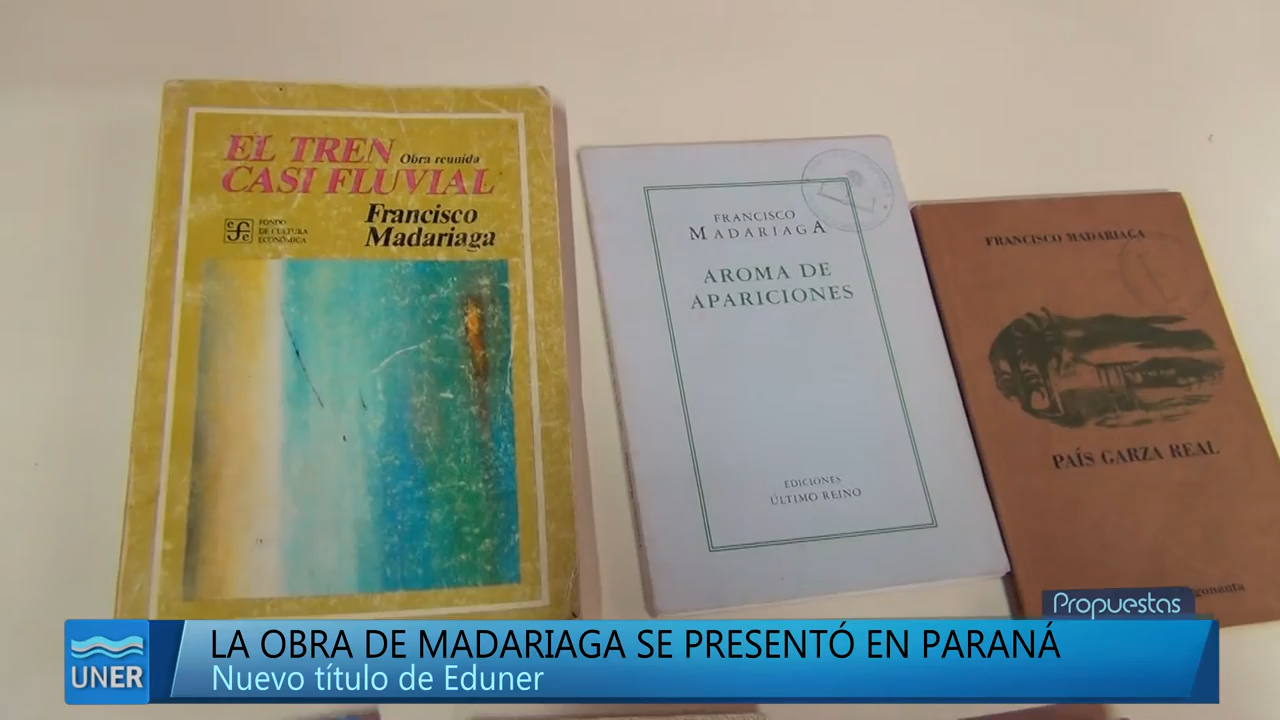 EL TREN
Obra reunida
CASI FLUVIAL
FONDO
DE CULTURA
ECONÓMICA
Francisco
Madariaga
FRANCISCO
MADARIAGA
AROMA DE
APARICIONES
EDICIONES
ÚLTIMO REINO
FRANCISCO MADARIAGA
PAÍS GARZA REAL
Propuestas
UNER
LA OBRA DE MADARIAGA SE PRESENTÓ EN PARANÁ
Nuevo título de Eduner